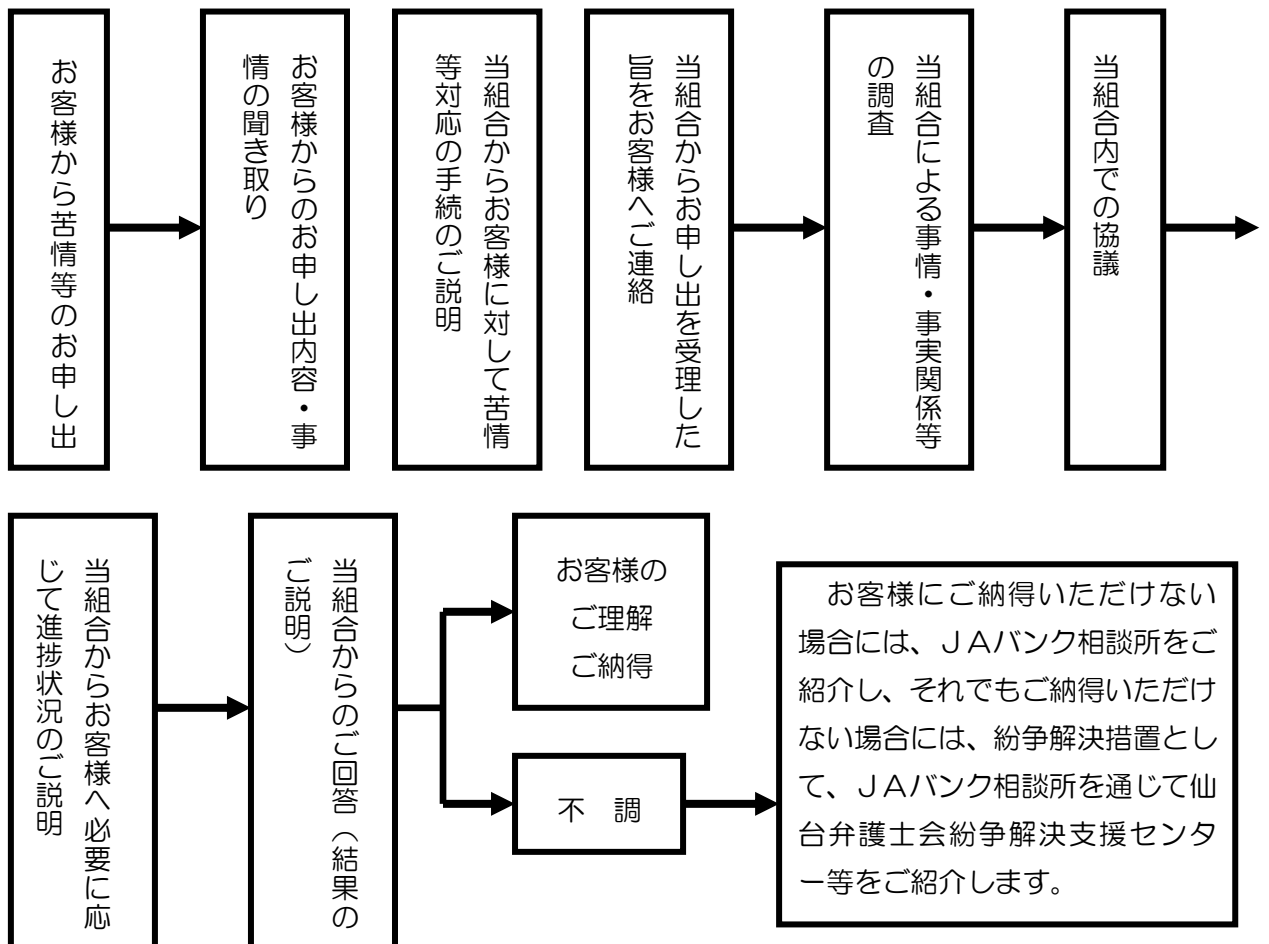 お客様から苦情等のお申し出
お客様からのお申し出内容・事
情の聞き取り
当組合からお客様に対して苦情
等対応の手続のご説明
当組合からお申し出を受理した
旨をお客様へご連絡
当組合による事情・事実関係等
の調査
当組合内での協議
当組合からお客様へ必要に応
じて進捗状況のご説明
当組合からのご回答（結果の
ご説明）
お客様の
ご理解
ご納得
不　調
　お客様にご納得いただけない
場合には、ＪＡバンク相談所をご
紹介し、それでもご納得いただけ
ない場合には、紛争解決措置とし
て、ＪＡバンク相談所を通じて仙
台弁護士会紛争解決支援センタ
ー等をご紹介します。